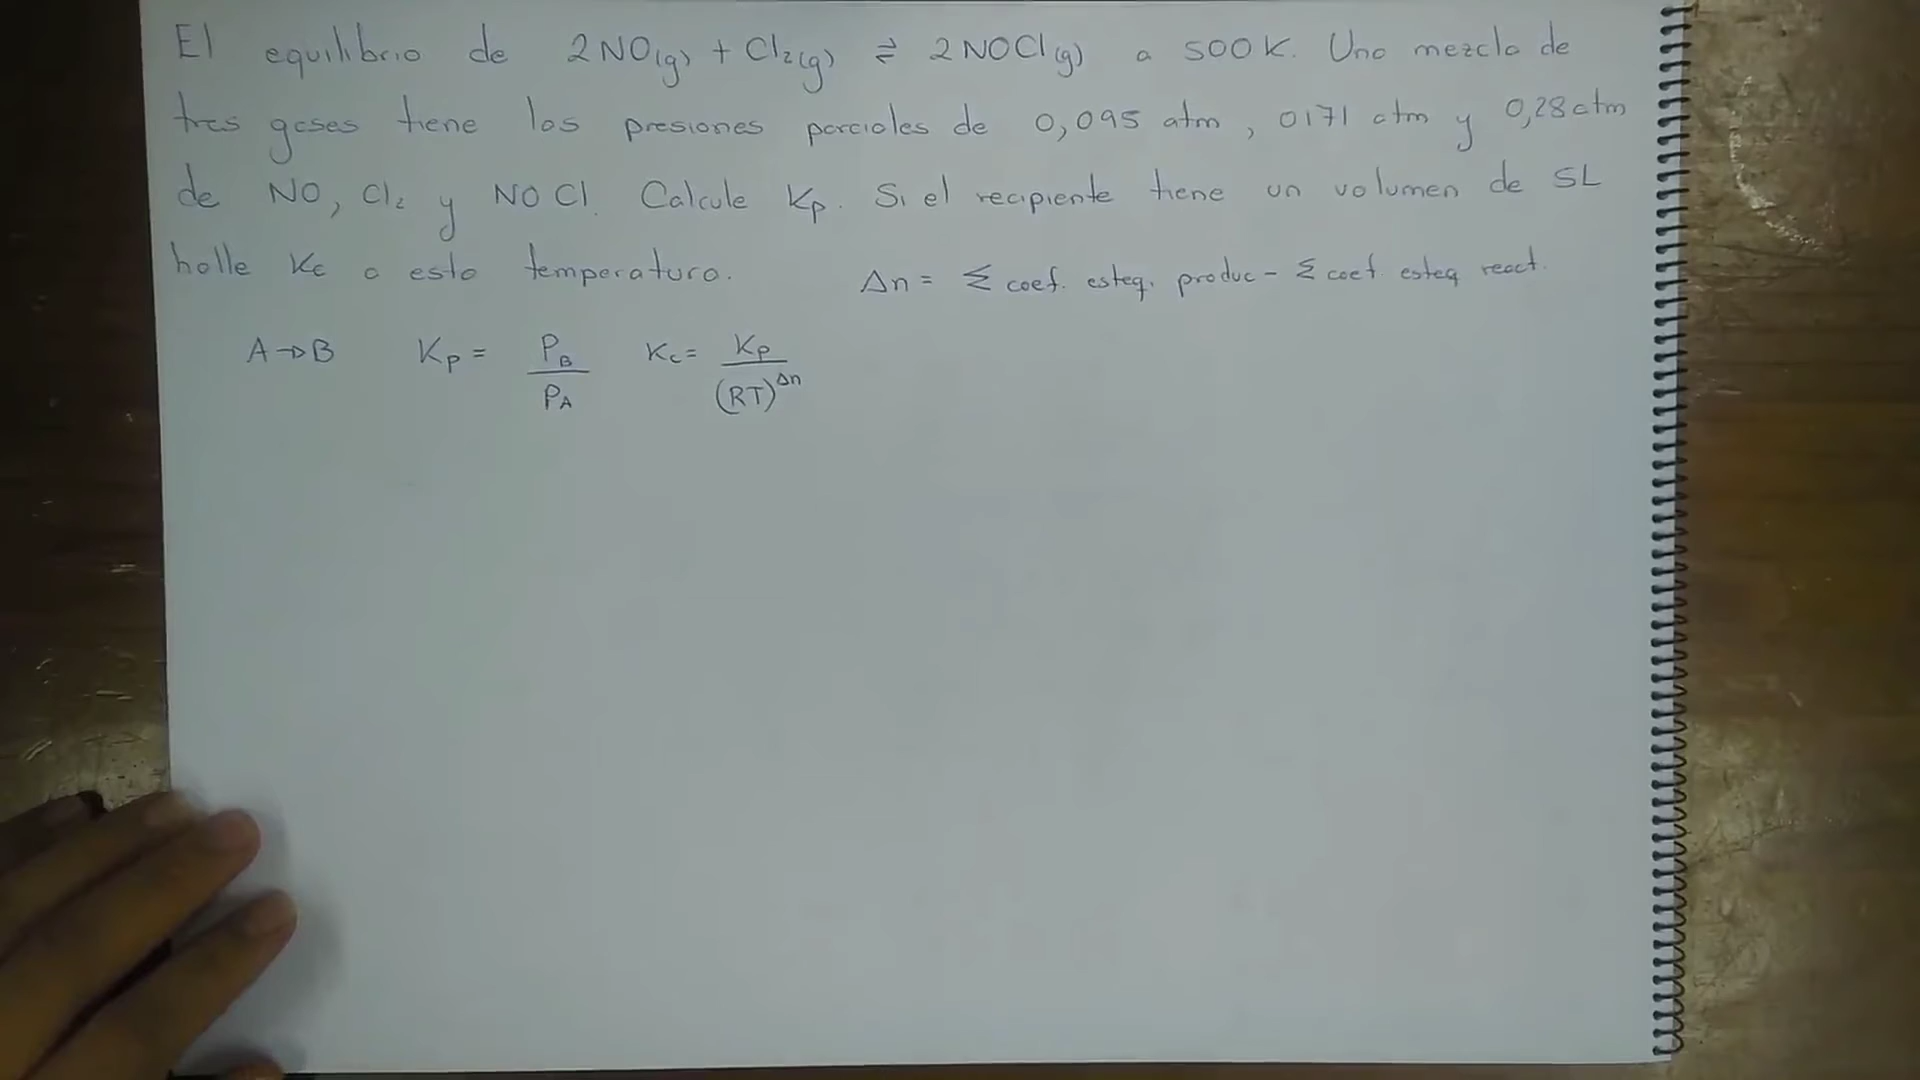 El equilibrio de 2NO(g) + Cl2(g) ⇌ 2NOCl(g) a 500K. Una mezcla de
tres gases tiene las presiones parciales de 0,095 atm, 0171 atm y 0,28 atm
de NO, Cl2 y NOCl. Calcule Kp. Si el recipiente tiene un volumen de 5L
halle Kc a esta temperatura.
Δn = Σ coef. esteq. produc - Σ coef. esteq react.
A → B Kp = PB / PA Kc = Kp / (RT)^Δn